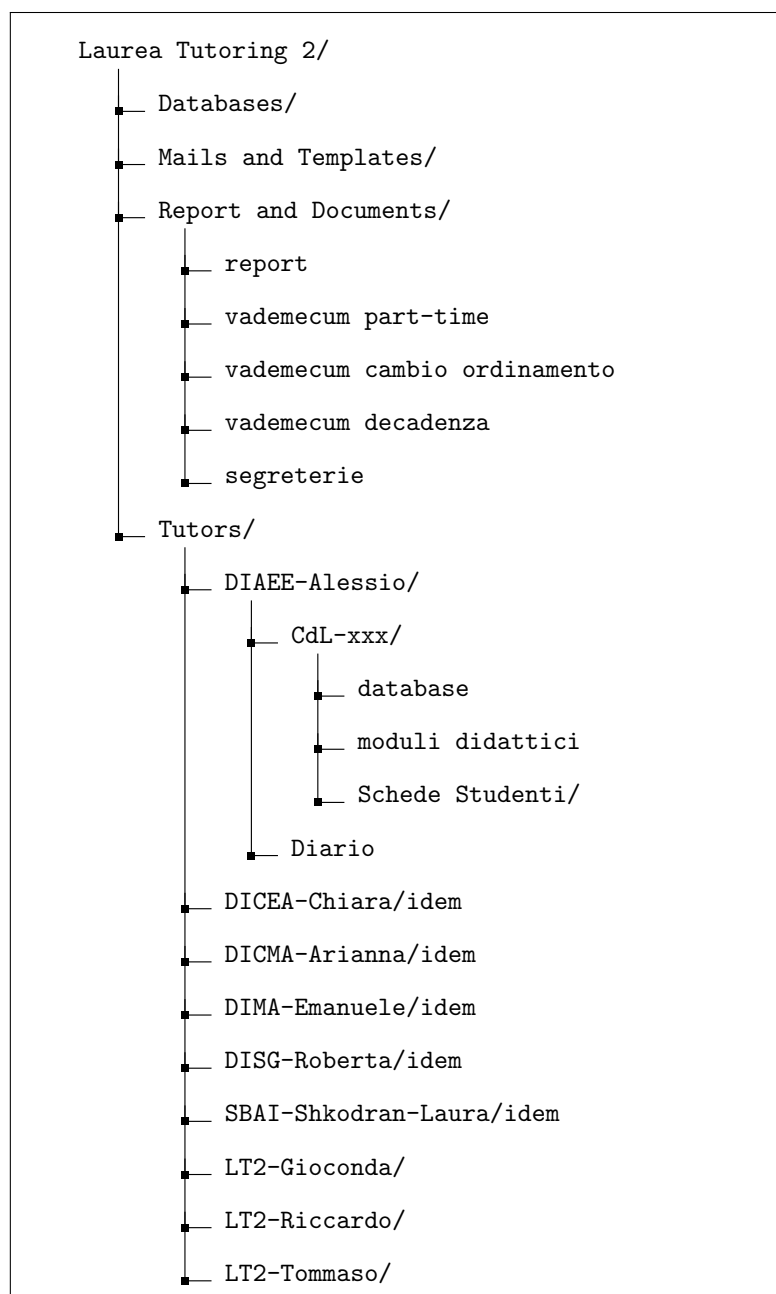 Laurea Tutoring 2/
Databases/
Mails and Templates/
Report and Documents/
report
vademecum part-time
vademecum cambio ordinamento
vademecum decadenza
segreterie
Tutors/
DIAEE-Alessio/
CdL-xxx/
database
moduli didattici
Schede Studenti/
Diario
DICEA-Chiara/idem
DICMA-Arianna/idem
DIMA-Emanuele/idem
DISG-Roberta/idem
SBAI-Shkodran-Laura/idem
LT2-Gioconda/
LT2-Riccardo/
LT2-Tommaso/